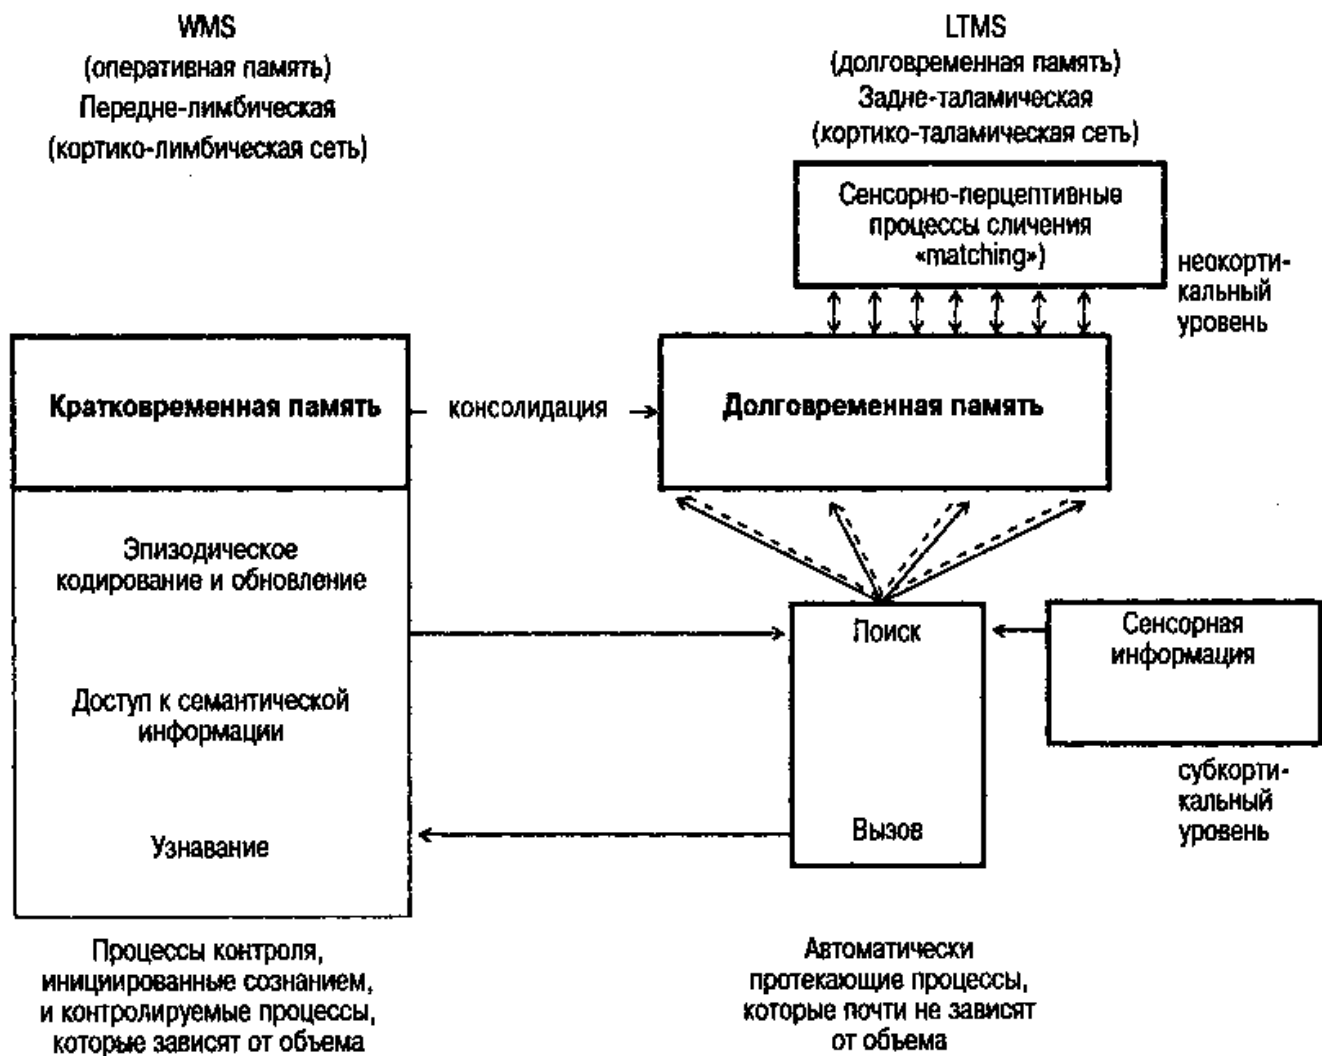 WMS
(оперативная память)
Передне-лимбическая
(кортико-лимбическая сеть)
LTMS
(долговременная память)
Задне-таламическая
(кортико-таламическая сеть)
Сенсорно-перцептивные
процессы сличения
«matching»)
неокорти-
кальный
уровень
Кратковременная память
консолидация
Долговременная память
Эпизодическое
кодирование и обновление
Доступ к семантической
информации
Узнавание
Поиск
Вызов
Сенсорная
информация
субкорти-
кальный
уровень
Процессы контроля,
инициированные сознанием,
и контролируемые процессы,
которые зависят от объема
Автоматически
протекающие процессы,
которые почти не зависят
от объема